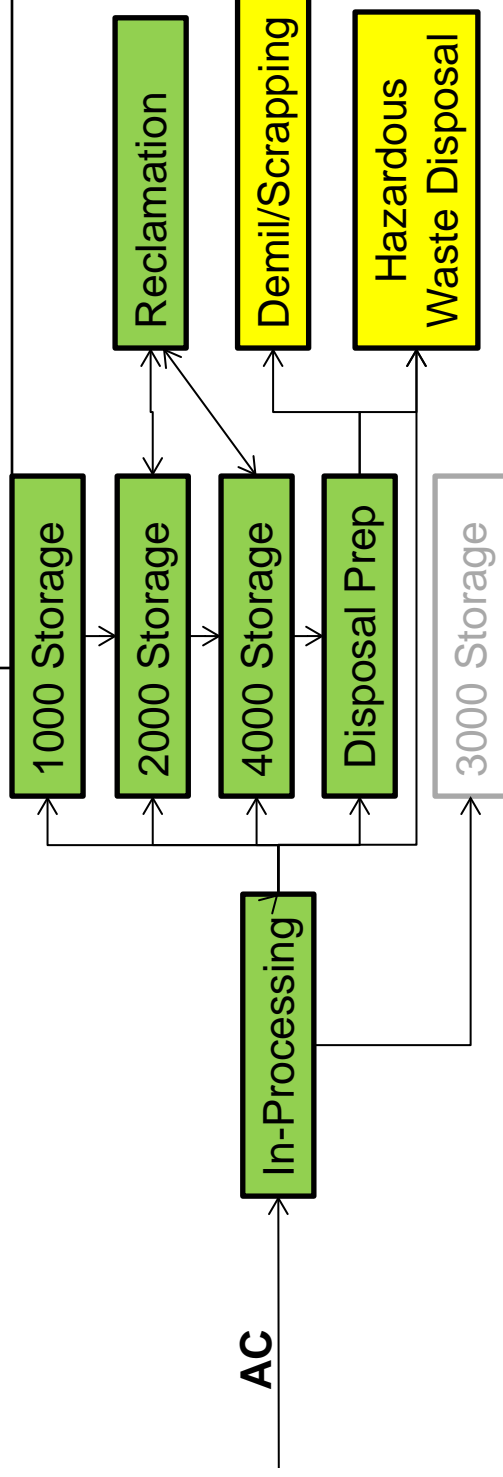 AC
In-Processing
1000 Storage
2000 Storage
4000 Storage
Disposal Prep
3000 Storage
Reclamation
Demil/Scrapping
Hazardous
Waste Disposal